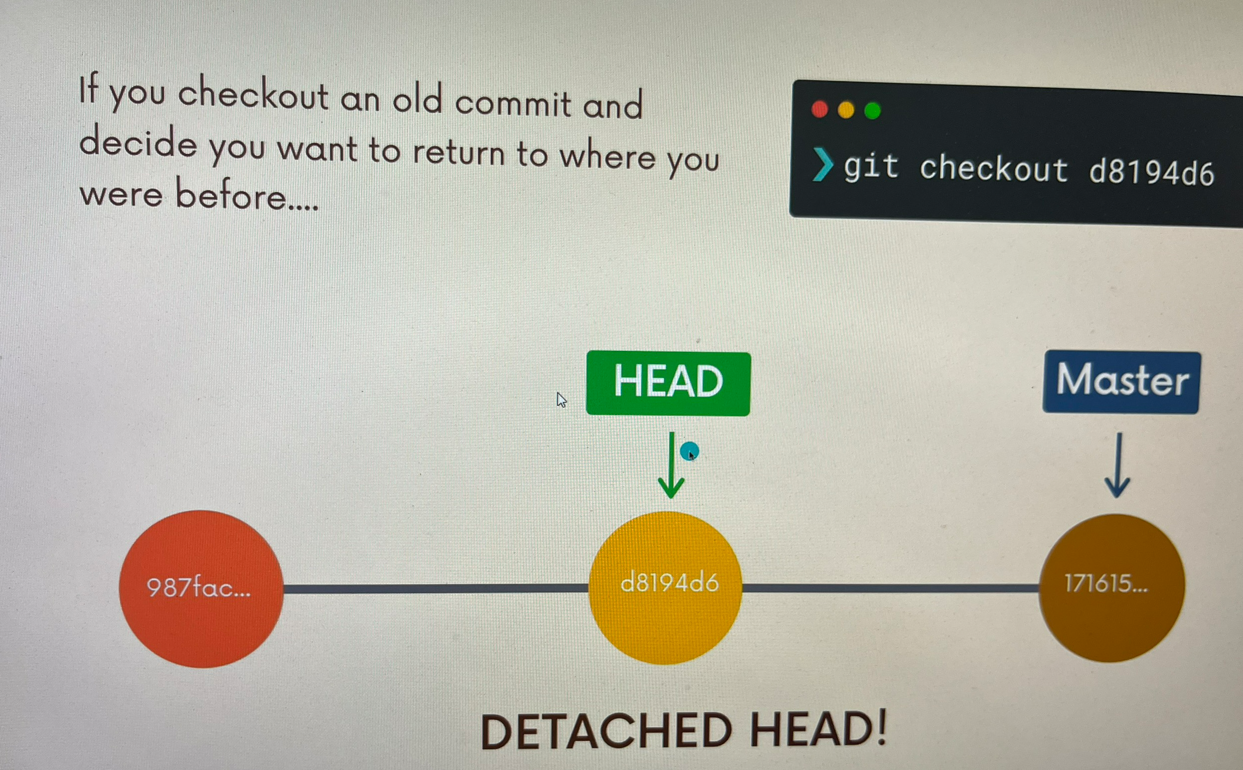 If you checkout an old commit and
decide you want to return to where you
were before....
❯ git checkout d8194d6
HEAD
Master
987fac...
d8194d6
171615...
DETACHED HEAD!